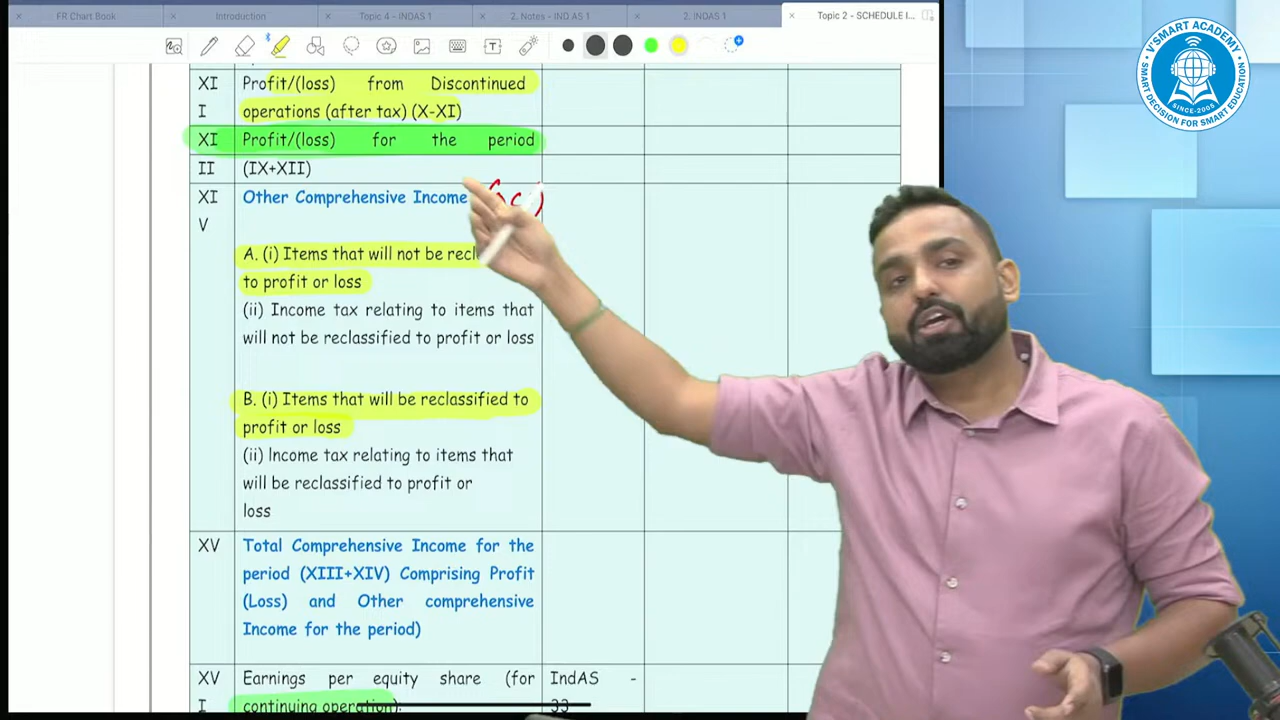 FR Chart Book
Introduction
Topic 4 - INDAS 1
2. Notes - IND AS 1
2. INDAS 1
Topic 2 - SCHEDULE I...
XI
I
Profit/(loss) from Discontinued
operations (after tax) (X-XI)
XI
II
Profit/(loss) for the period
(IX+XII)
XI
V
Other Comprehensive Income
A. (i) Items that will not be
to profit or loss
(ii) Income tax relating to items that
will not be reclassified to profit or loss
B. (i) Items that will be reclassified to
profit or loss
(ii) Income tax relating to items that
will be reclassified to profit or
loss
XV
Total Comprehensive Income for the
period (XIII+XIV) Comprising Profit
(Loss) and Other comprehensive
Income for the period)
XV
I
Earnings per equity share (for
continuing operation):
IndAS -
33
V'SMART ACADEMY
SINCE-2005
SMART DECISION FOR SMART EDUCATION